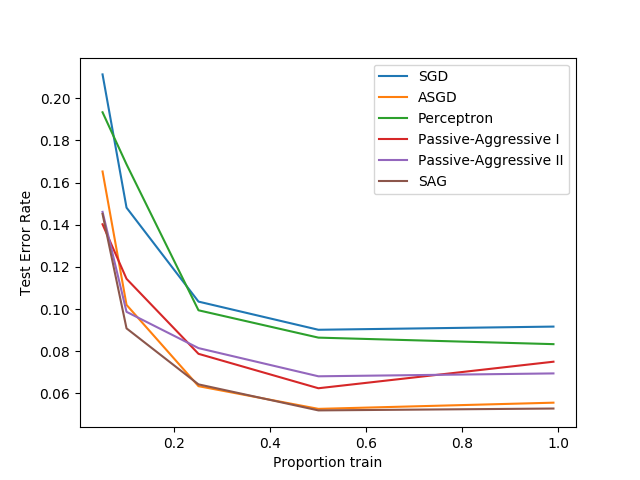 0.20
0.18
0.16
0.14
0.12
0.10
0.08
0.06
Test Error Rate
SGD
ASGD
Perceptron
Passive-Aggressive I
Passive-Aggressive II
SAG
0.2 0.4 0.6 0.8 1.0
Proportion train